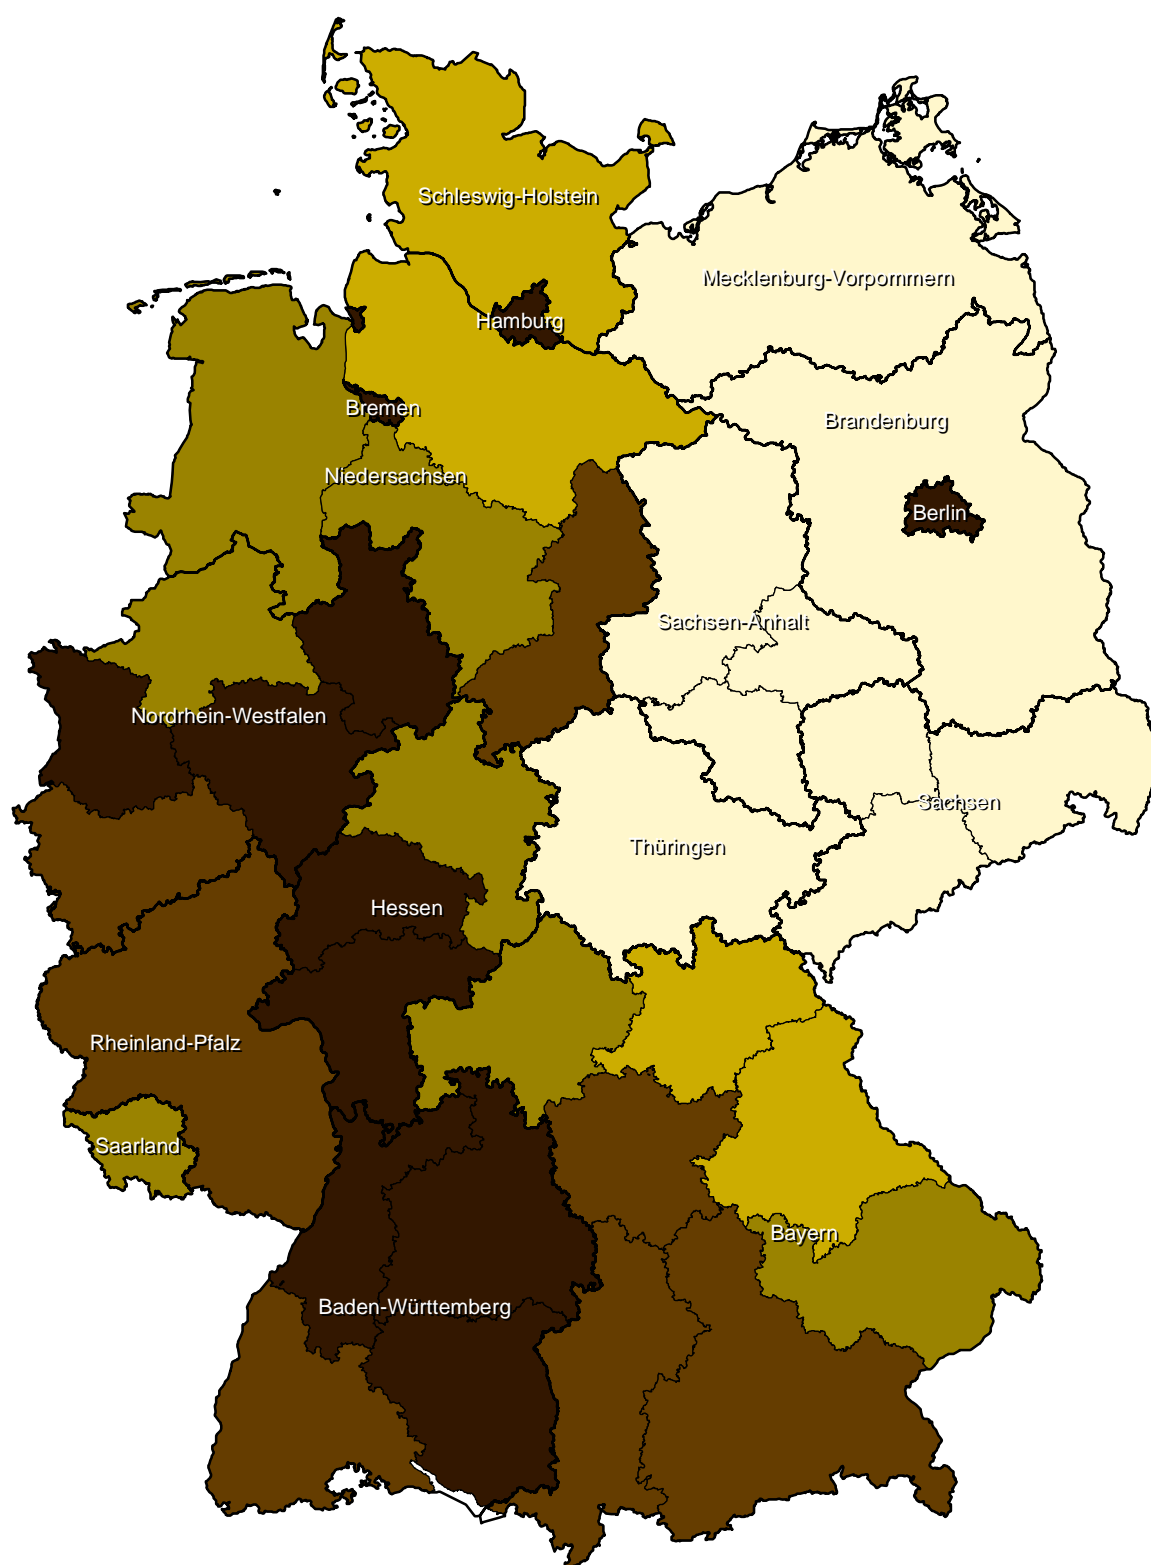 Schleswig-Holstein
Mecklenburg-Vorpommern
Hamburg
Bremen
Brandenburg
Niedersachsen
Berlin
Sachsen-Anhalt
Nordrhein-Westfalen
Sachsen
Thüringen
Hessen
Rheinland-Pfalz
Saarland
Bayern
Baden-Württemberg